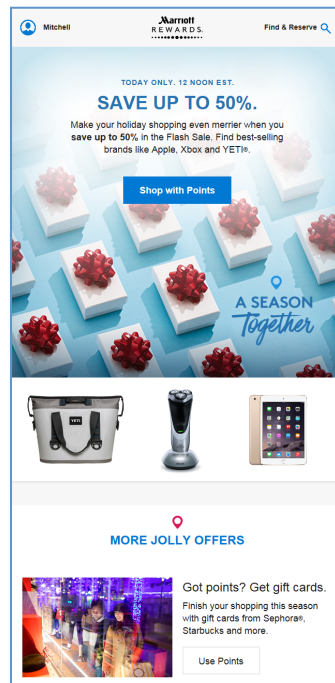 Mitchell
Marriott
REWARDS.
Find & Reserve
TODAY ONLY. 12 NOON EST.
SAVE UP TO 50%.
Make your holiday shopping even merrier when you
save up to 50% in the Flash Sale. Find best-selling
brands like Apple, Xbox and YETI®.
Shop with Points
A SEASON
Together
YETI
MORE JOLLY OFFERS
Got points? Get gift cards.
Finish your shopping this season
with gift cards from Sephora®,
Starbucks and more.
Use Points